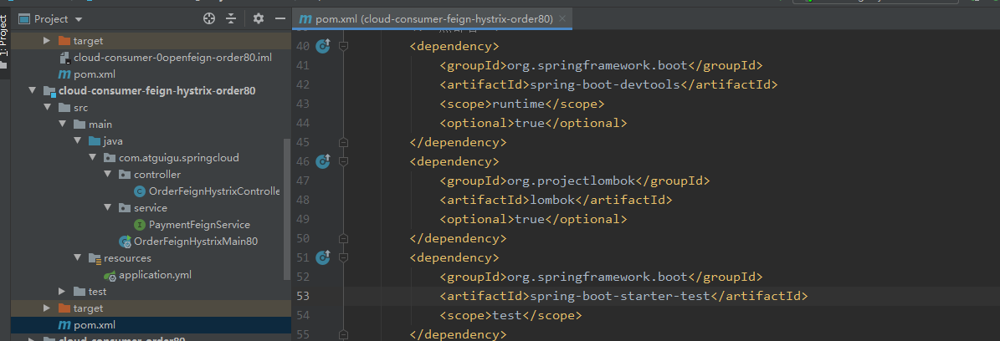 Project
1: Project
target
cloud-consumer-0openfeign-order80.iml
pom.xml
cloud-consumer-feign-hystrix-order80
src
main
java
com.atguigu.springcloud
controller
OrderFeignHystrixControlle
service
PaymentFeignService
OrderFeignHystrixMain80
resources
application.yml
test
target
pom.xml
cloud-consumer-order80
pom.xml (cloud-consumer-feign-hystrix-order80)
40 <dependency>
41 <groupId>org.springframework.boot</groupId>
42 <artifactId>spring-boot-devtools</artifactId>
43 <scope>runtime</scope>
44 <optional>true</optional>
45 </dependency>
46 <dependency>
47 <groupId>org.projectlombok</groupId>
48 <artifactId>lombok</artifactId>
49 <optional>true</optional>
50 </dependency>
51 <dependency>
52 <groupId>org.springframework.boot</groupId>
53 <artifactId>spring-boot-starter-test</artifactId>
54 <scope>test</scope>
55 </dependency>